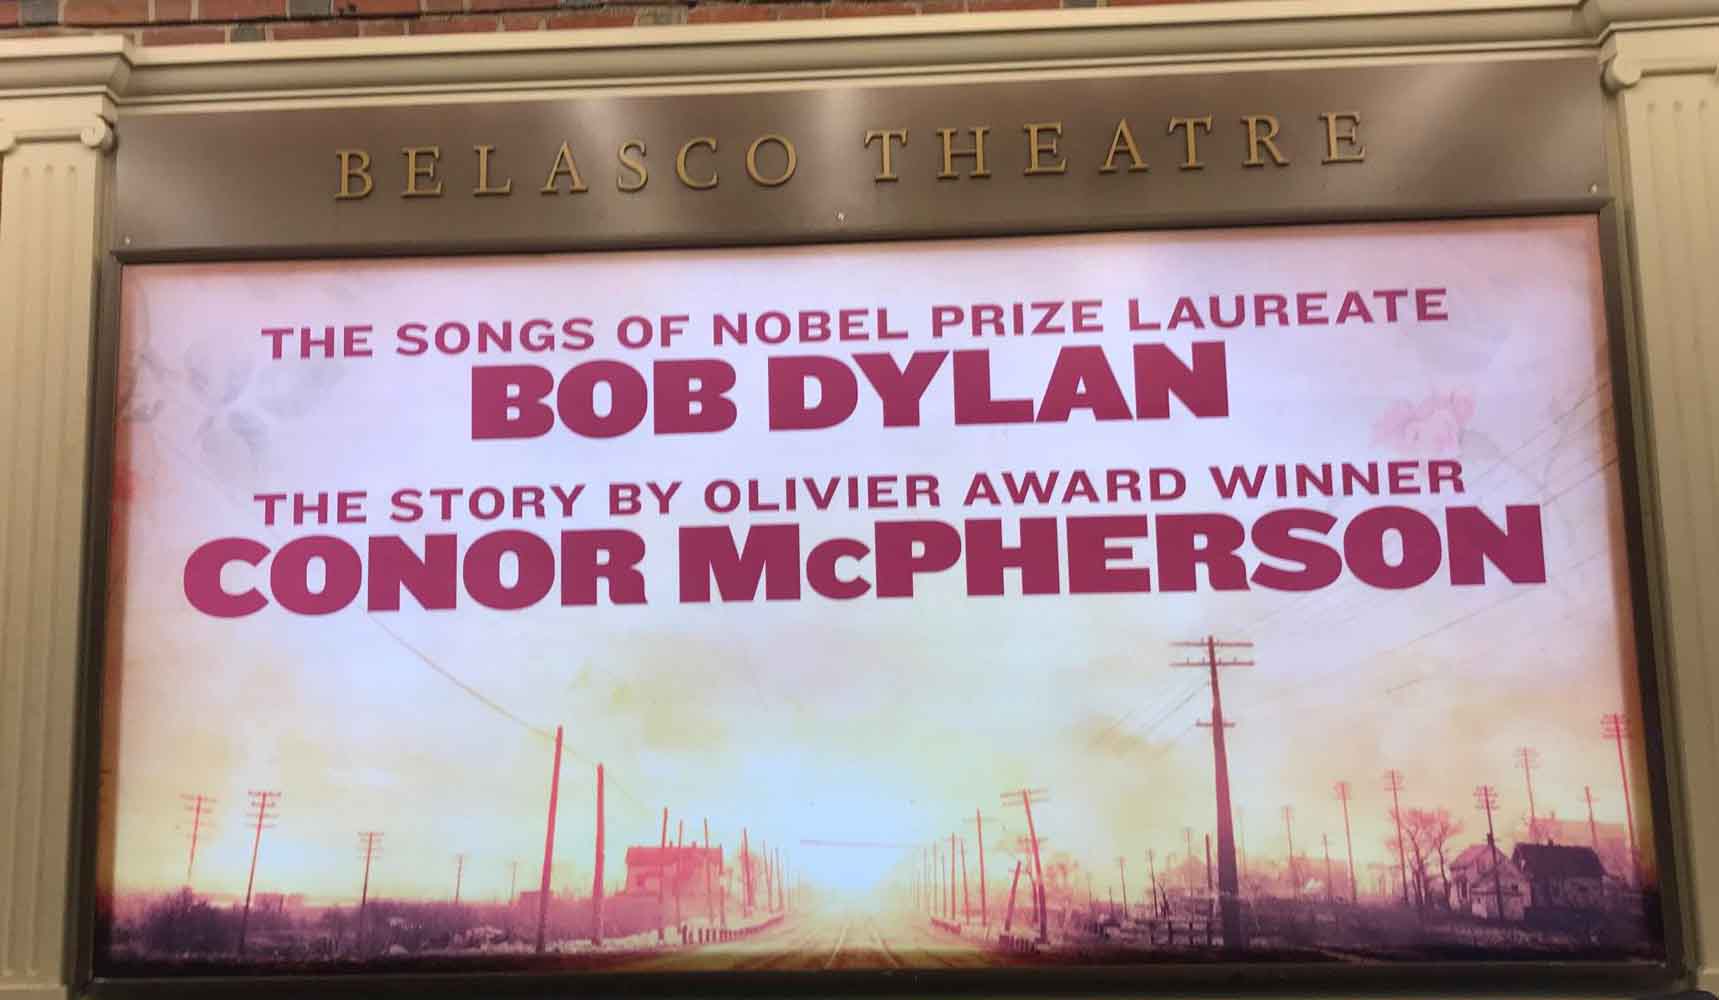 BELASCO THEATRE
THE SONGS OF NOBEL PRIZE LAUREATE
BOB DYLAN
THE STORY BY OLIVIER AWARD WINNER
CONOR McPHERSON